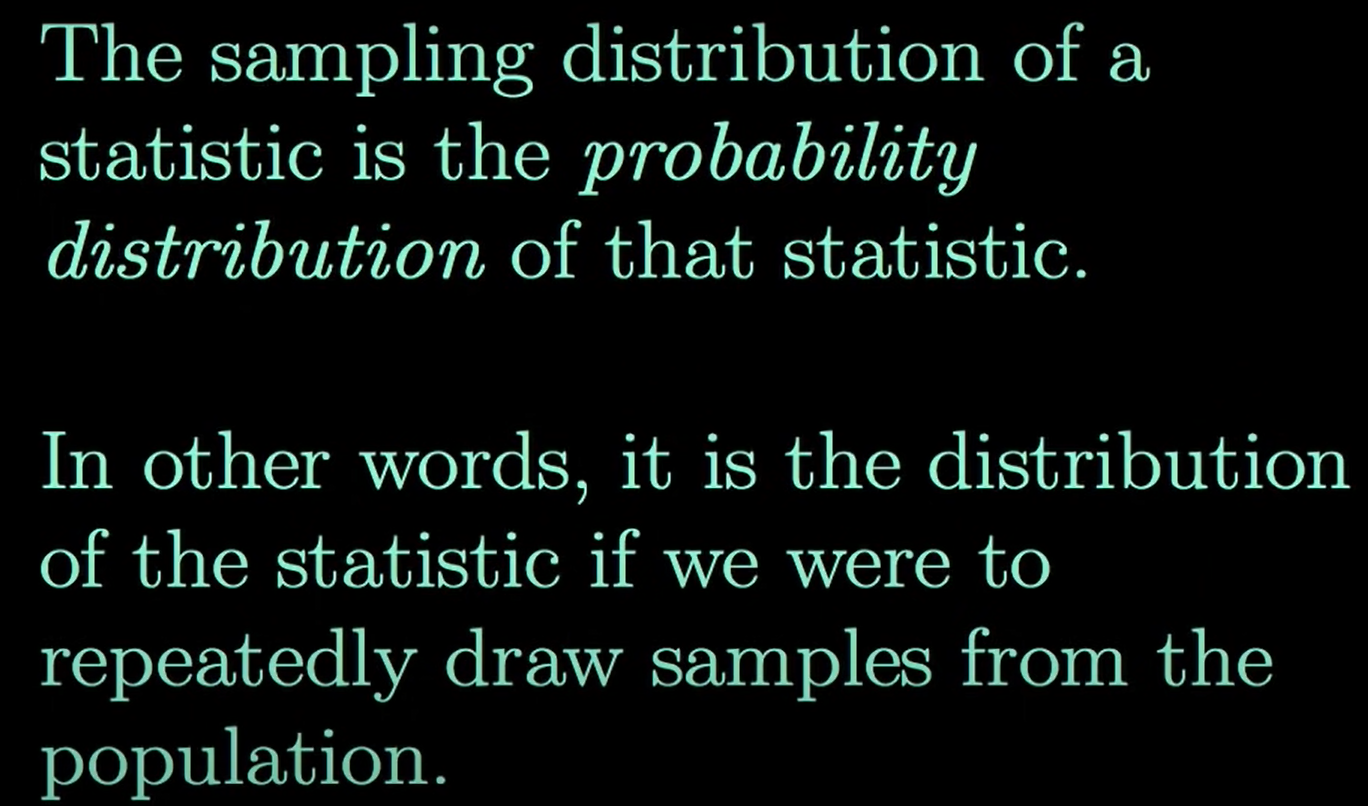 The sampling distribution of a
statistic is the probability
distribution of that statistic.
In other words, it is the distribution
of the statistic if we were to
repeatedly draw samples from the
population.